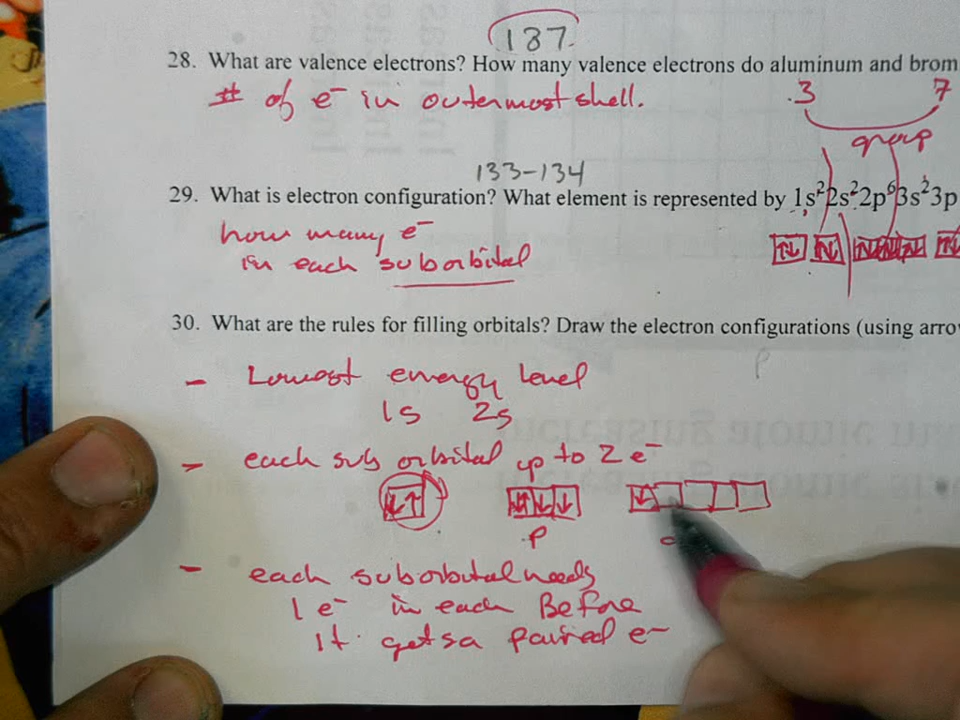 137
28. What are valence electrons? How many valence electrons do aluminum and brom
# of e⁻ in outermost shell. 3 7
group
133-134
29. What is electron configuration? What element is represented by 1s²2s²2p⁶3s²3p
how many e⁻
in each suborbital
30. What are the rules for filling orbitals? Draw the electron configurations (using arro
- Lowest energy level
1s 2s
- each sub orbital up to 2 e⁻
p
- each suborbital needs
1 e⁻ in each Before
it gets a paired e⁻